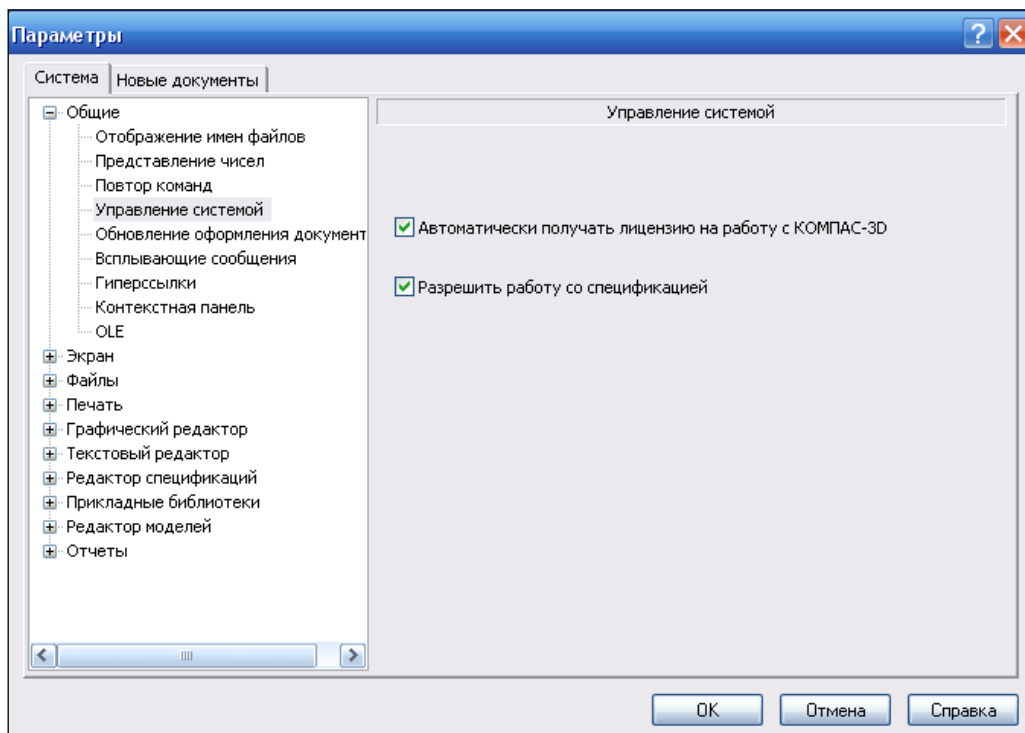 Параметры
Система
Новые документы
Общие
Отображение имен файлов
Представление чисел
Повтор команд
Управление системой
Обновление оформления документ
Всплывающие сообщения
Гиперссылки
Контекстная панель
OLE
Экран
Файлы
Печать
Графический редактор
Текстовый редактор
Редактор спецификаций
Прикладные библиотеки
Редактор моделей
Отчеты
Управление системой
Автоматически получать лицензию на работу с КОМПАС-3D
Разрешить работу со спецификацией
OK
Отмена
Справка